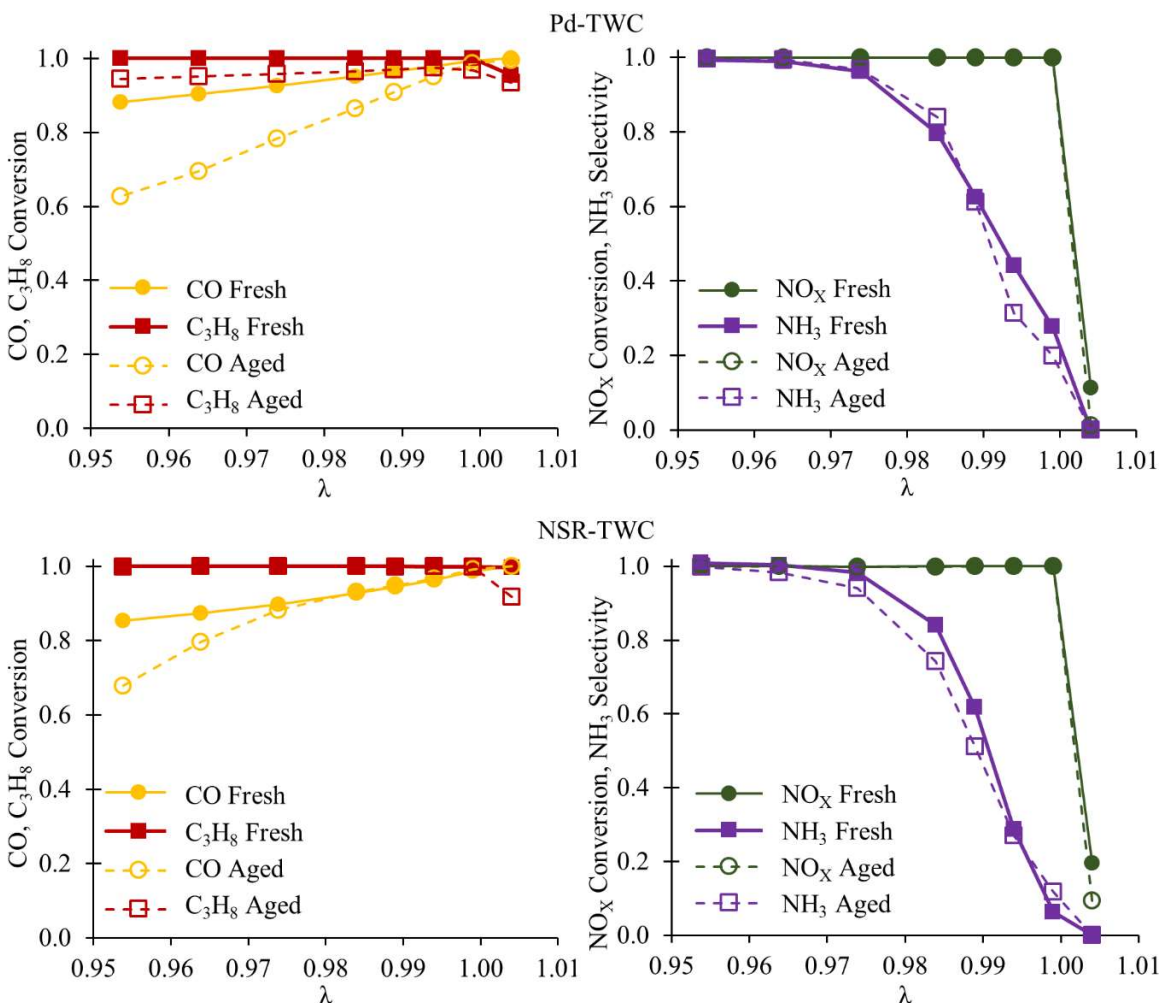 Pd-TWC
CO, C₃H₈ Conversion
1.0
0.8
0.6
0.4
0.2
0.0
CO Fresh
C₃H₈ Fresh
CO Aged
C₃H₈ Aged
0.95 0.96 0.97 0.98 0.99 1.00 1.01
λ
NOX Conversion, NH₃ Selectivity
1.0
0.8
0.6
0.4
0.2
0.0
NOX Fresh
NH₃ Fresh
NOX Aged
NH₃ Aged
0.95 0.96 0.97 0.98 0.99 1.00 1.01
λ
NSR-TWC
CO, C₃H₈ Conversion
1.0
0.8
0.6
0.4
0.2
0.0
CO Fresh
C₃H₈ Fresh
CO Aged
C₃H₈ Aged
0.95 0.96 0.97 0.98 0.99 1.00 1.01
λ
NOX Conversion, NH₃ Selectivity
1.0
0.8
0.6
0.4
0.2
0.0
NOX Fresh
NH₃ Fresh
NOX Aged
NH₃ Aged
0.95 0.96 0.97 0.98 0.99 1.00 1.01
λ